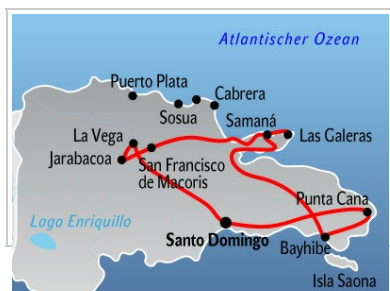 Atlantischer Ozean
Puerto Plata
Cabrera
Sosua
Samaná
La Vega
Las Galeras
Jarabacoa
San Francisco
de Macoris
Punta Cana
Lago Enriquillo
Santo Domingo
Bayhibe
Isla Saona